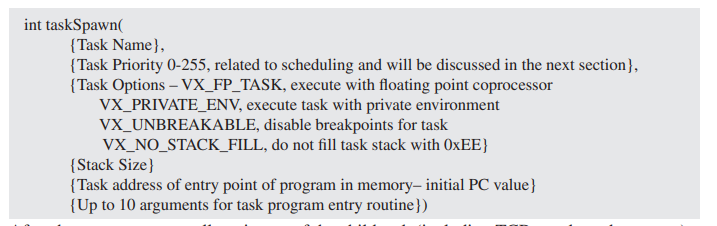 int taskSpawn(
{Task Name},
{Task Priority 0-255, related to scheduling and will be discussed in the next section},
{Task Options – VX_FP_TASK, execute with floating point coprocessor
VX_PRIVATE_ENV, execute task with private environment
VX_UNBREAKABLE, disable breakpoints for task
VX_NO_STACK_FILL, do not fill task stack with 0xEE}
{Stack Size}
{Task address of entry point of program in memory– initial PC value}
{Up to 10 arguments for task program entry routine})